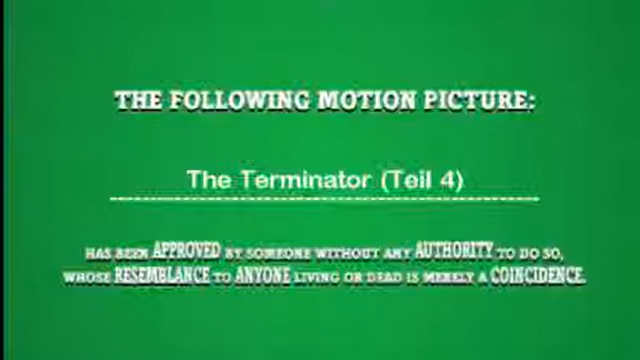 THE FOLLOWING MOTION PICTURE:
The Terminator (Teil 4)
HAS BEEN APPROVED BY SOMEONE WITHOUT ANY AUTHORITY TO DO SO,
WHOSE RESEMBLANCE TO ANYONE LIVING OR DEAD IS MERELY A COINCIDENCE.